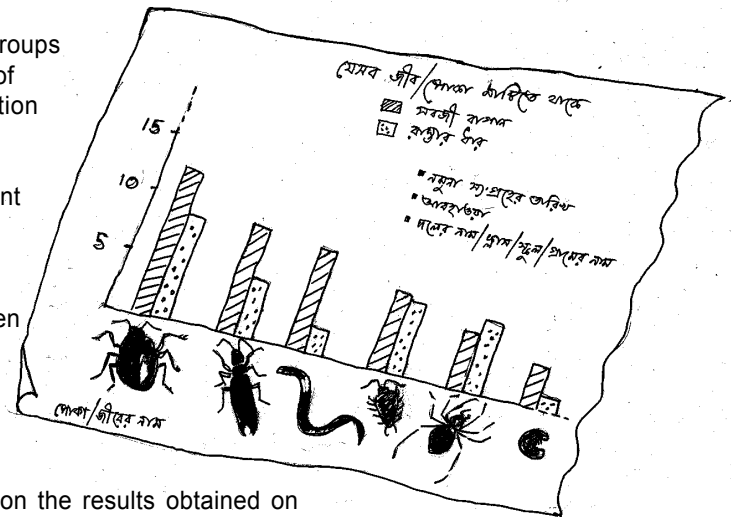 roups
of
tion
nt
en
যেসব জীব/পোকা মাটিতে থাকে
সবজী বাগান
রাস্তার ধার
▪ নমুনা সংগ্রহের তারিখ
▪ আবহাওয়া
▪ দলের নাম/ক্লাস/স্কুল/গ্রামের নাম
15
10
5
পোকা/জীবের নাম
on the results obtained on